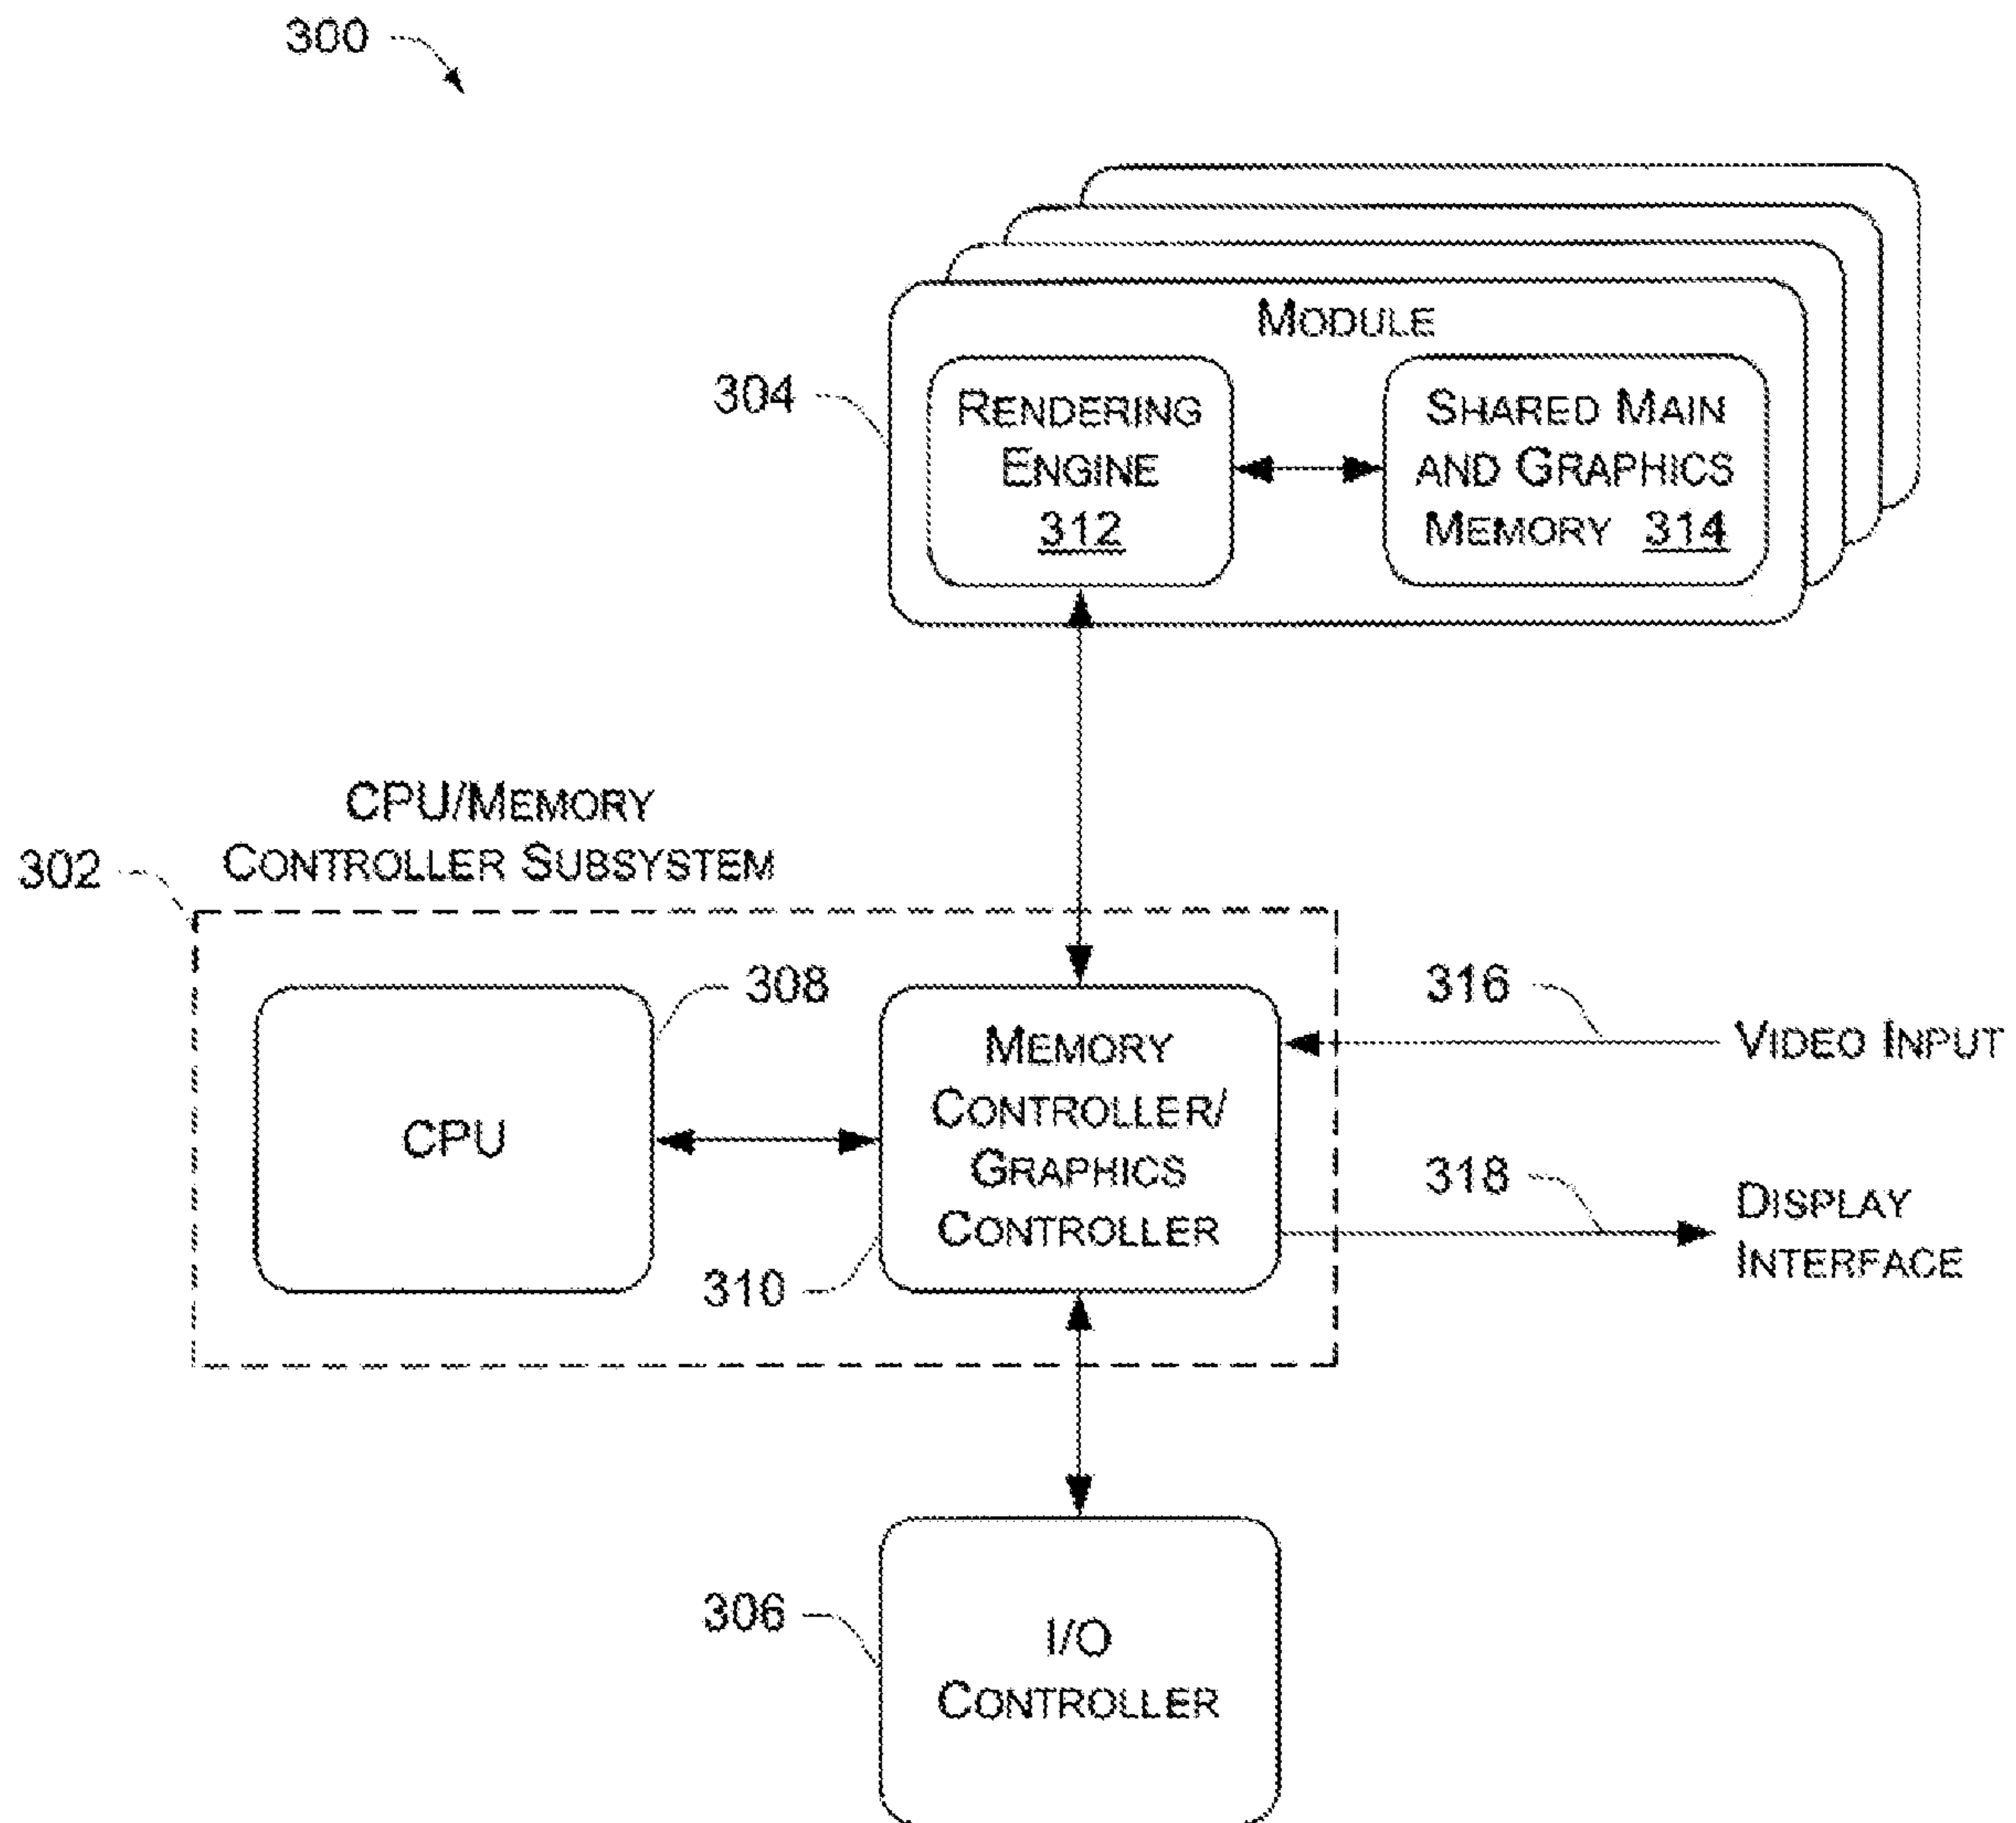 300
MODULE
304
RENDERING
ENGINE
312
SHARED MAIN
AND GRAPHICS
MEMORY 314
CPU/MEMORY
CONTROLLER SUBSYSTEM
302
308
CPU
MEMORY
CONTROLLER/
GRAPHICS
CONTROLLER
310
316
VIDEO INPUT
318
DISPLAY
INTERFACE
306
I/O
CONTROLLER